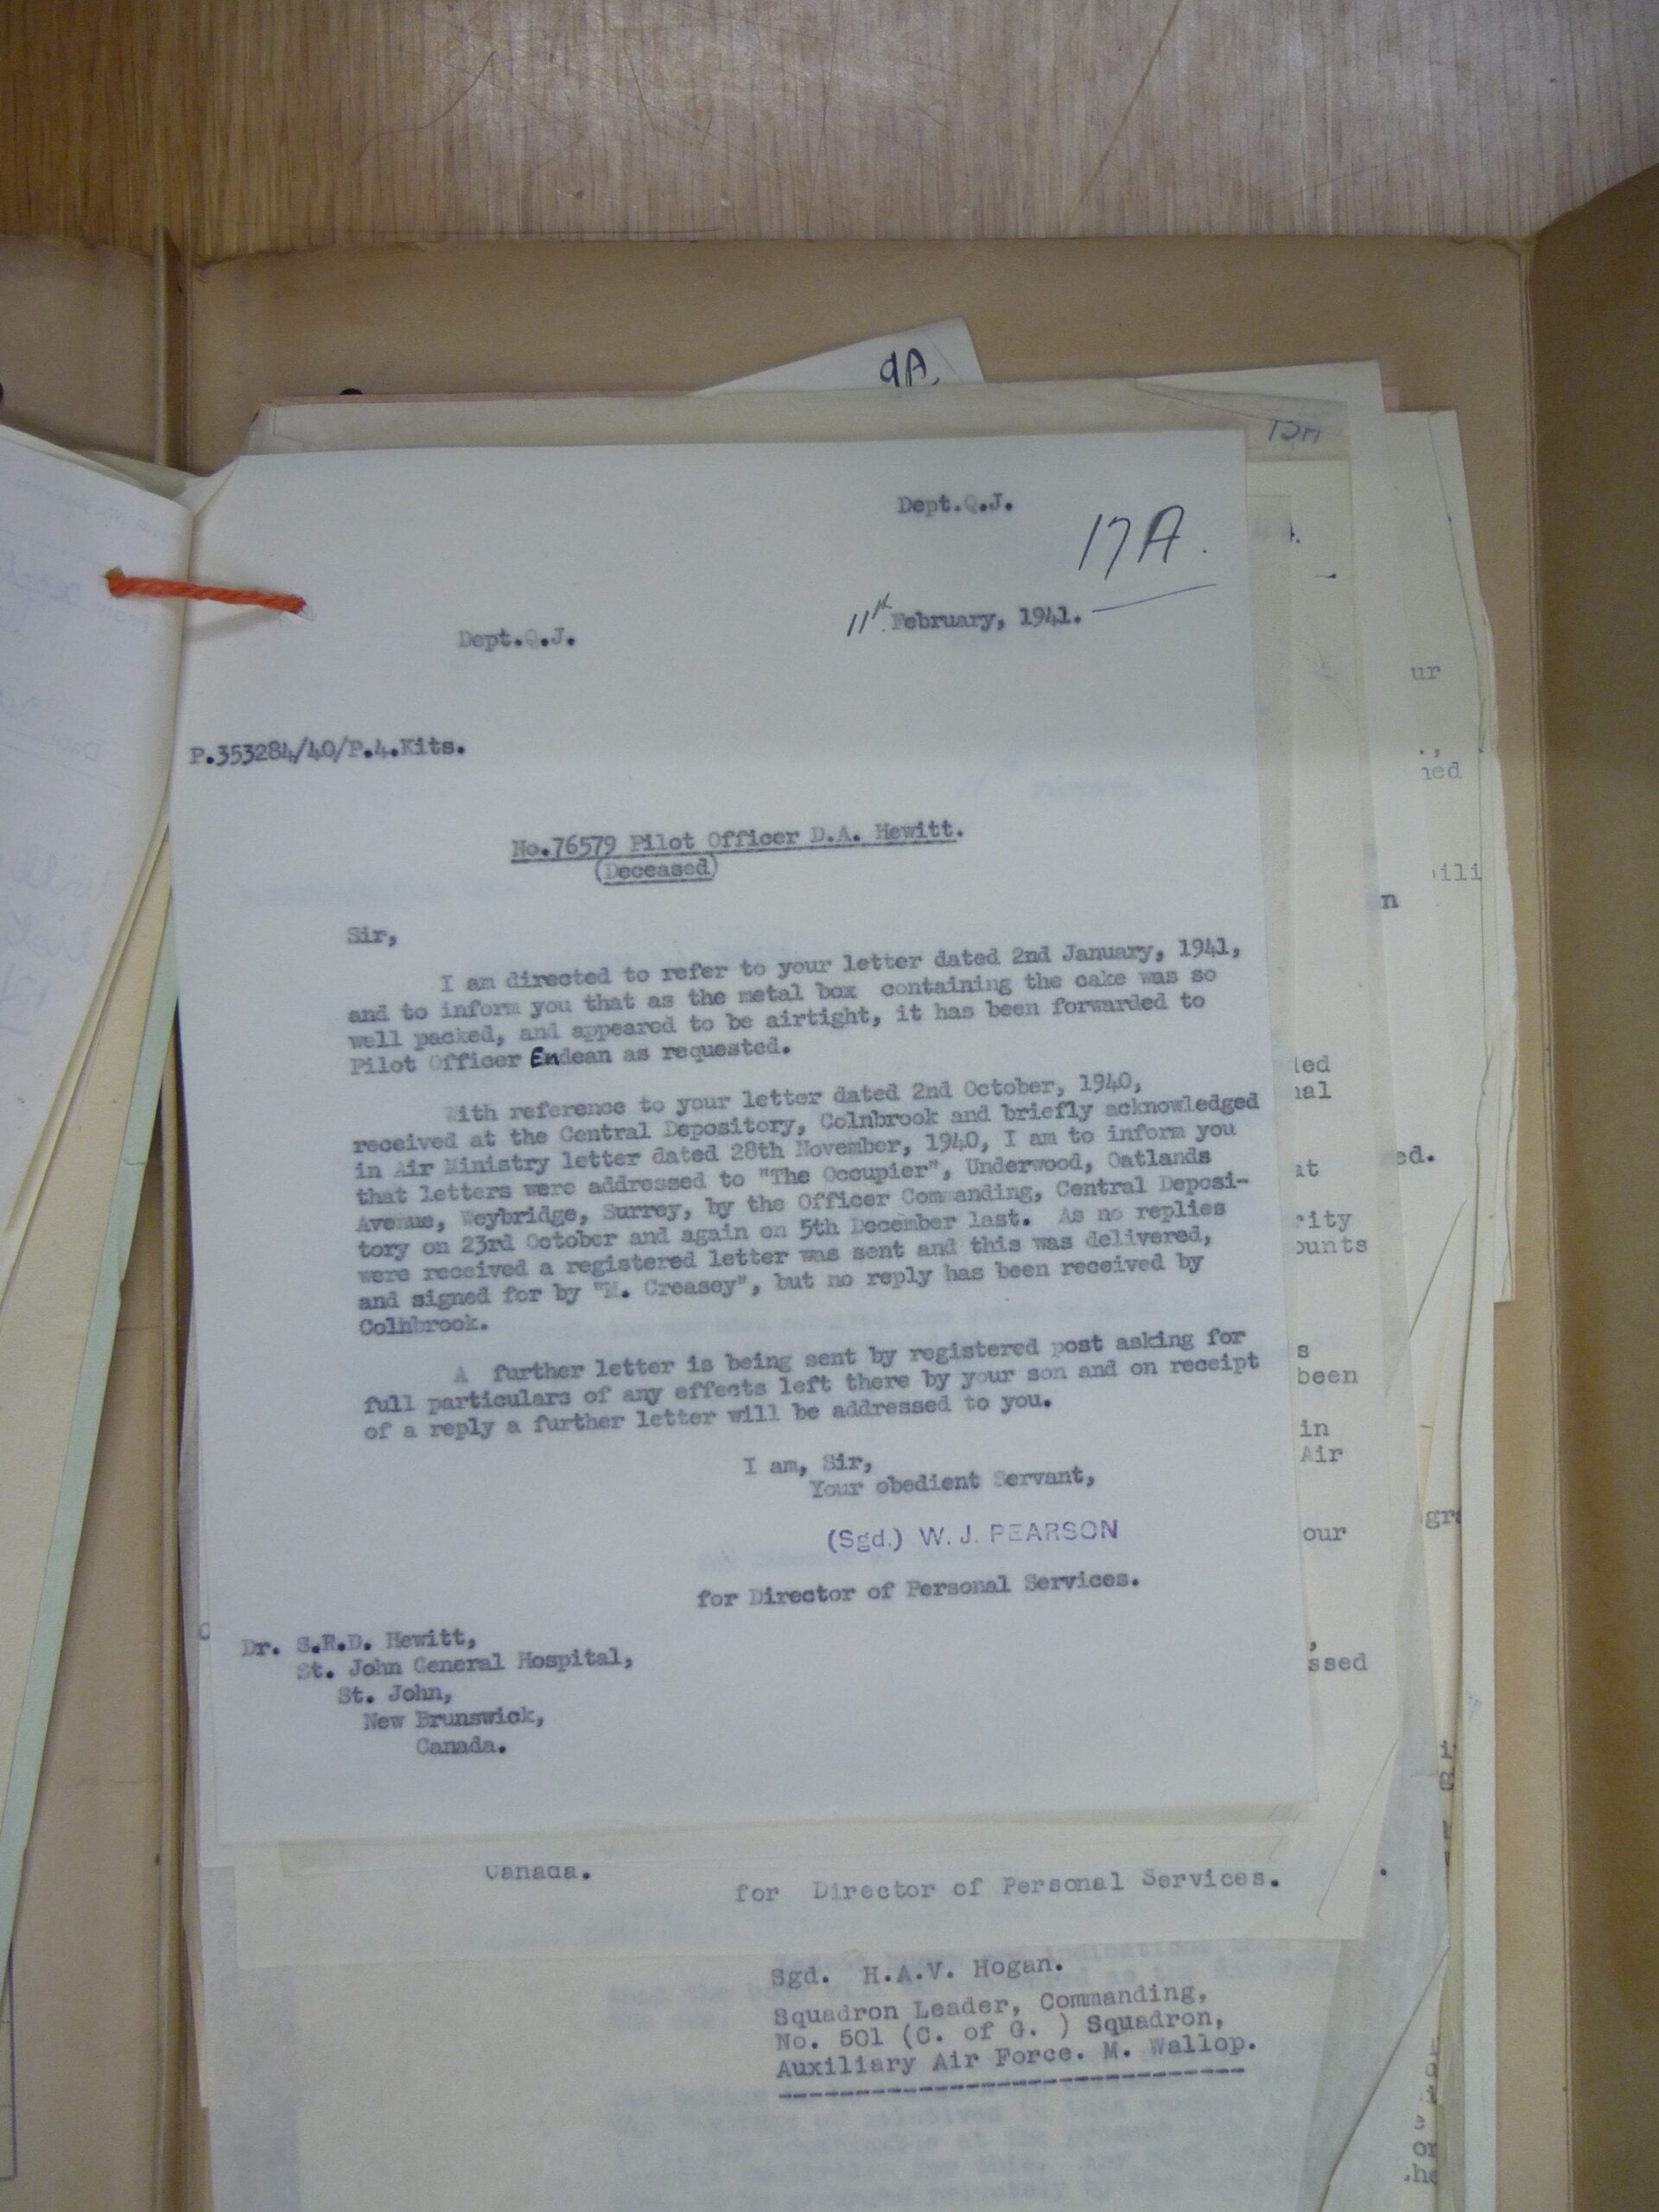 9A.
13A
Dept.Q.J.
17A.
11th February, 1941.
Dept.Q.J.
P.353284/40/P.4.Kits.
No.76579 Pilot Officer D.A. Hewitt.
(Deceased)
Sir,
I am directed to refer to your letter dated 2nd January, 1941,
and to inform you that as the metal box containing the cake was so
well packed, and appeared to be airtight, it has been forwarded to
Pilot Officer Endean as requested.
With reference to your letter dated 2nd October, 1940,
received at the Central Depository, Colnbrook and briefly acknowledged
in Air Ministry letter dated 28th November, 1940, I am to inform you
that letters were addressed to "The Occupier", Underwood, Oatlands
Avenue, Weybridge, Surrey, by the Officer Commanding, Central Deposi-
tory on 23rd October and again on 5th December last. As no replies
were received a registered letter was sent and this was delivered,
and signed for by "M. Creasey", but no reply has been received by
Colnbrook.
A further letter is being sent by registered post asking for
full particulars of any effects left there by your son and on receipt
of a reply a further letter will be addressed to you.
I am, Sir,
Your obedient Servant,
(Sgd.) W. J. PEARSON
for Director of Personal Services.
Dr. S.R.D. Hewitt,
St. John General Hospital,
St. John,
New Brunswick,
Canada.
Canada.
for Director of Personal Services.
Sgd. H.A.V. Hogan.
Squadron Leader, Commanding,
No. 501 (C. of G. ) Squadron,
Auxiliary Air Force. M. Wallop.
ur
been
in
Air
our